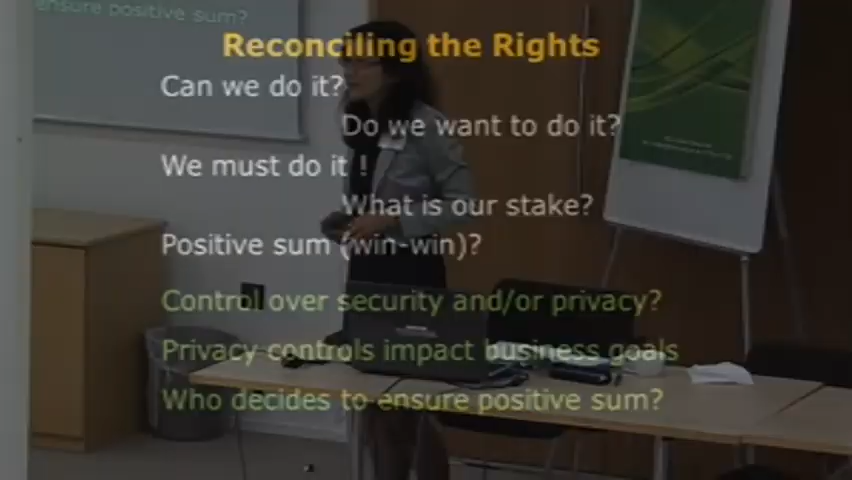 ensure positive sum?
Reconciling the Rights
Can we do it?
Do we want to do it?
We must do it !
What is our stake?
Positive sum (win-win)?
Control over security and/or privacy?
Privacy controls impact business goals
Who decides to ensure positive sum?